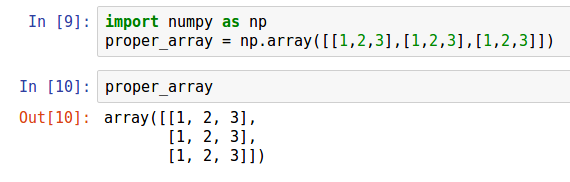 In [9]: import numpy as np
proper_array = np.array([[1,2,3],[1,2,3],[1,2,3]])
In [10]: proper_array
Out[10]: array([[1, 2, 3],
       [1, 2, 3],
       [1, 2, 3]])